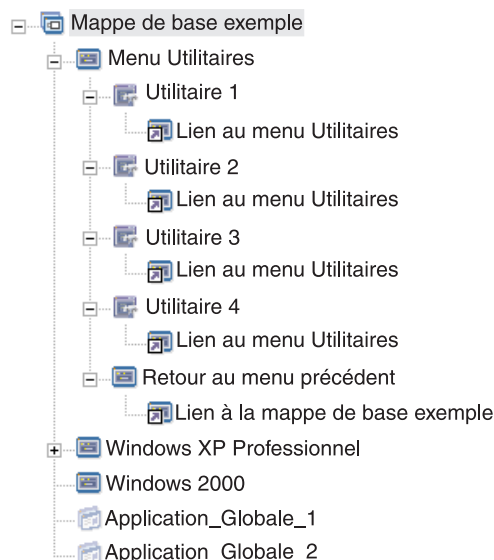 Mappe de base exemple
Menu Utilitaires
Utilitaire 1
Lien au menu Utilitaires
Utilitaire 2
Lien au menu Utilitaires
Utilitaire 3
Lien au menu Utilitaires
Utilitaire 4
Lien au menu Utilitaires
Retour au menu précédent
Lien à la mappe de base exemple
Windows XP Professionnel
Windows 2000
Application_Globale_1
Application_Globale_2